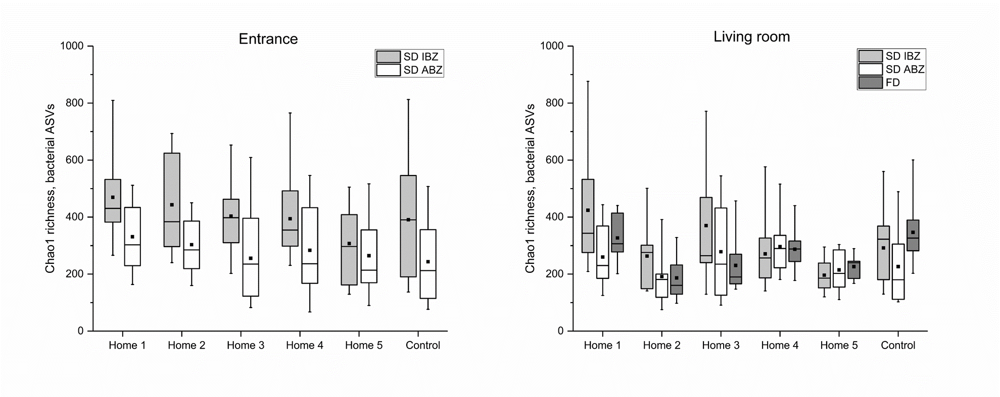 Entrance
Chao1 richness, bacterial ASVs
1000
800
600
400
200
0
SD IBZ
SD ABZ
Home 1 Home 2 Home 3 Home 4 Home 5 Control
Living room
Chao1 richness, bacterial ASVs
1000
800
600
400
200
0
SD IBZ
SD ABZ
FD
Home 1 Home 2 Home 3 Home 4 Home 5 Control